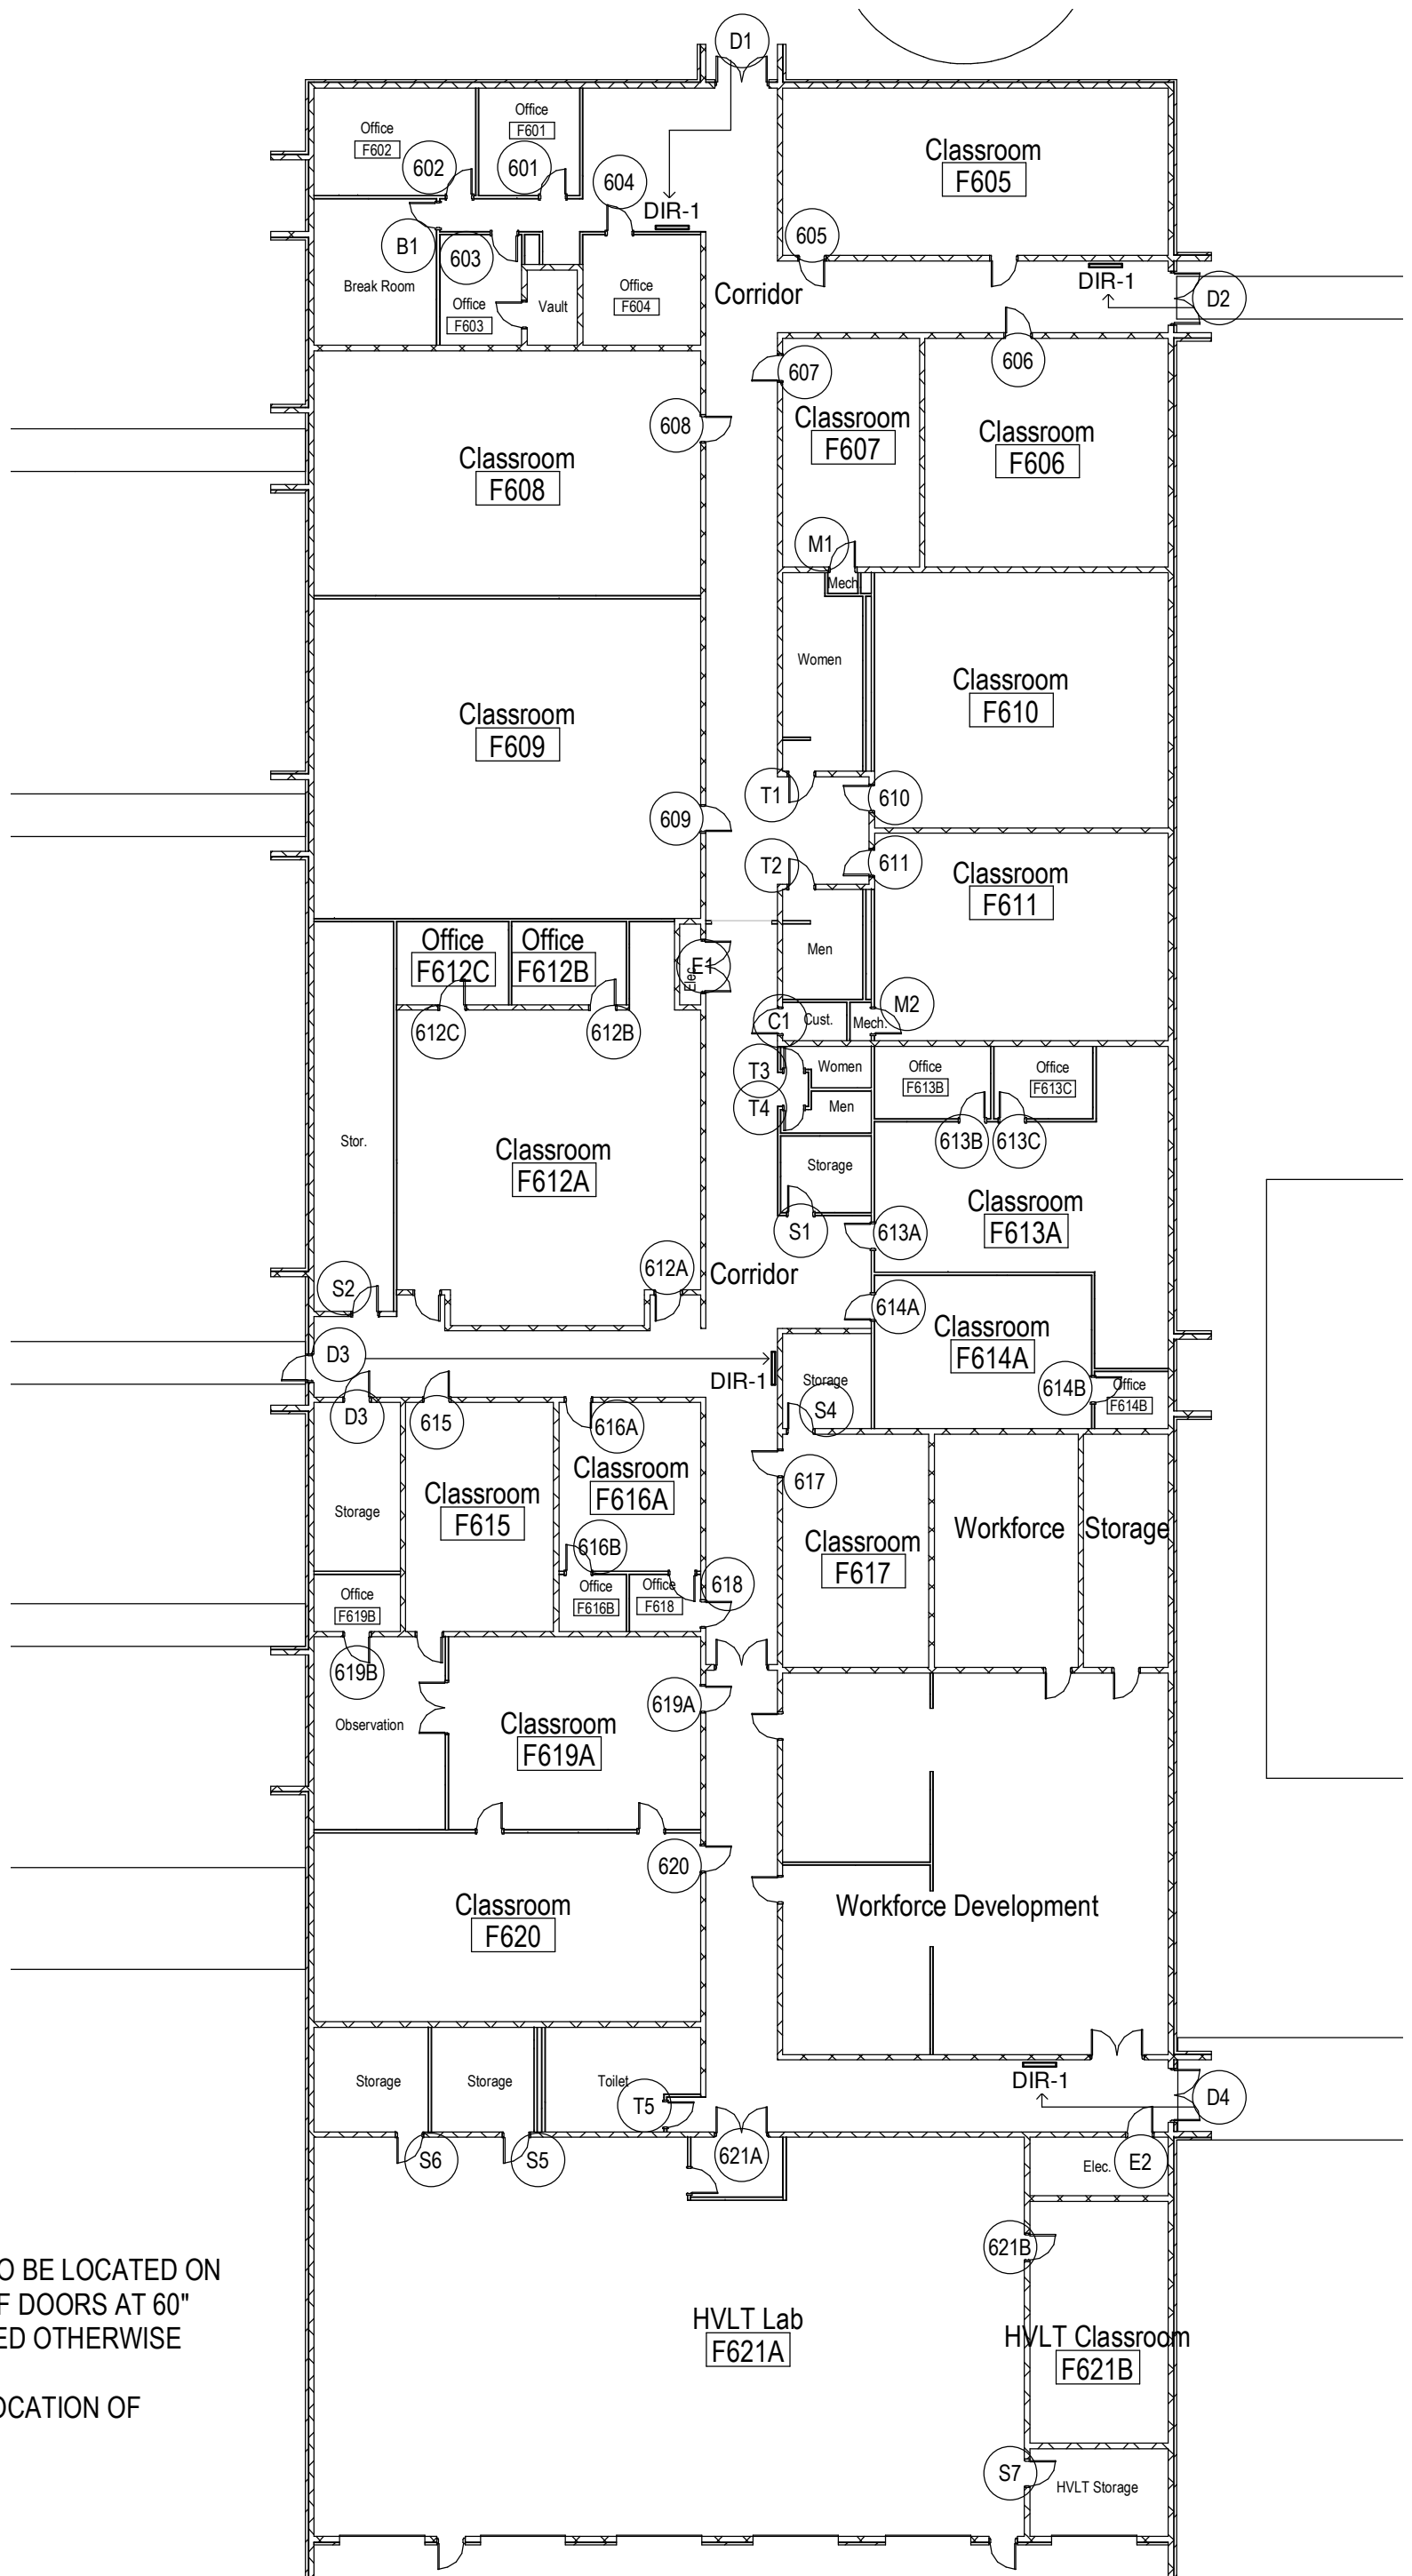 D1
Office
F601
Office
F602
602
601
604
DIR-1
Classroom
F605
605
B1
603
Break Room
Office
F603
Vault
Office
F604
Corridor
DIR-1
D2
606
607
608
Classroom
F607
Classroom
F606
Classroom
F608
M1
Mech.
Women
Classroom
F610
Classroom
F609
T1
610
609
T2
611
Classroom
F611
Office
F612C
Office
F612B
Men
E1
Elec.
612C
612B
C1
Cust.
Mech.
M2
T3
Women
T4
Men
Office
F613B
Office
F613C
613B
613C
Stor.
Classroom
F612A
Storage
Classroom
F613A
S1
613A
S2
612A
Corridor
614A
Classroom
F614A
D3
DIR-1
Storage
S4
614B
Office
F614B
D3
615
616A
Classroom
F616A
617
Classroom
F615
Storage
Classroom
F617
Workforce
Storage
616B
Office
F619B
Office
F616B
Office
F618
618
619B
619A
Observation
Classroom
F619A
620
Classroom
F620
Workforce Development
Storage
Storage
Toilet
T5
DIR-1
D4
S6
S5
621A
Elec.
E2
621B
O BE LOCATED ON
F DOORS AT 60"
ED OTHERWISE
OCATION OF
HVLT Lab
F621A
HVLT Classroom
F621B
S7
HVLT Storage